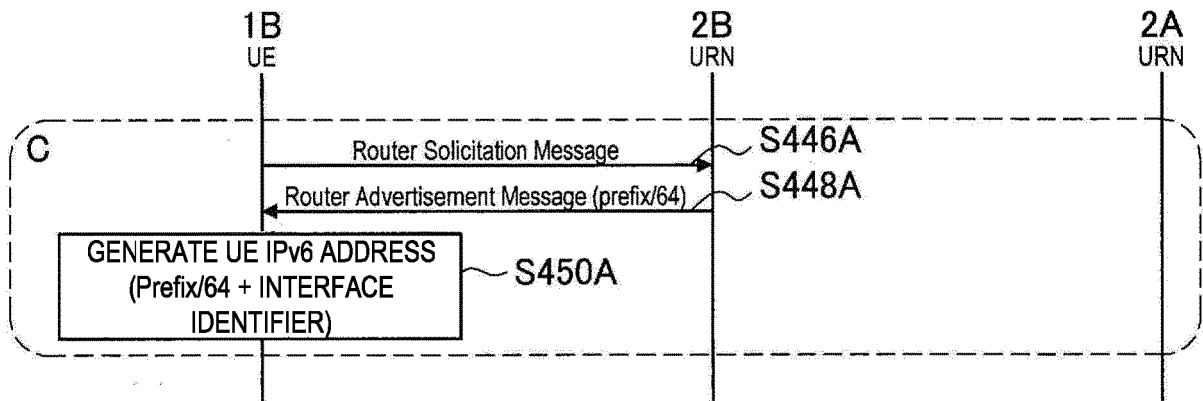 1B 2B 2A
UE URN URN
C
Router Solicitation Message S446A
Router Advertisement Message (prefix/64) S448A
GENERATE UE IPv6 ADDRESS
(Prefix/64 + INTERFACE
IDENTIFIER)
S450A